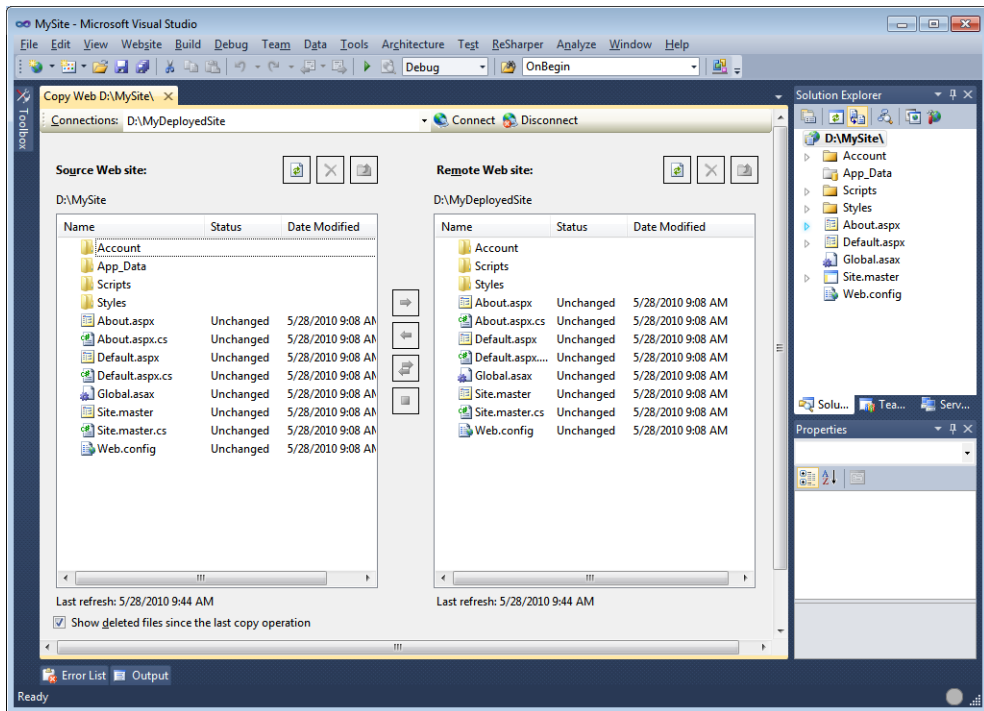 MySite - Microsoft Visual Studio
File Edit View Website Build Debug Team Data Tools Architecture Test ReSharper Analyze Window Help
Debug OnBegin
Toolbox
Copy Web D:\MySite\
Connections: D:\MyDeployedSite Connect Disconnect
Source Web site:
D:\MySite
Name Status Date Modified
Account
App_Data
Scripts
Styles
About.aspx Unchanged 5/28/2010 9:08 AM
About.aspx.cs Unchanged 5/28/2010 9:08 AM
Default.aspx Unchanged 5/28/2010 9:08 AM
Default.aspx.cs Unchanged 5/28/2010 9:08 AM
Global.asax Unchanged 5/28/2010 9:08 AM
Site.master Unchanged 5/28/2010 9:08 AM
Site.master.cs Unchanged 5/28/2010 9:08 AM
Web.config Unchanged 5/28/2010 9:08 AM
Last refresh: 5/28/2010 9:44 AM
Show deleted files since the last copy operation
Remote Web site:
D:\MyDeployedSite
Name Status Date Modified
Account
Scripts
Styles
About.aspx Unchanged 5/28/2010 9:08 AM
About.aspx.cs Unchanged 5/28/2010 9:08 AM
Default.aspx Unchanged 5/28/2010 9:08 AM
Default.aspx.... Unchanged 5/28/2010 9:08 AM
Global.asax Unchanged 5/28/2010 9:08 AM
Site.master Unchanged 5/28/2010 9:08 AM
Site.master.cs Unchanged 5/28/2010 9:08 AM
Web.config Unchanged 5/28/2010 9:08 AM
Last refresh: 5/28/2010 9:44 AM
Solution Explorer
D:\MySite\
Account
App_Data
Scripts
Styles
About.aspx
Default.aspx
Global.asax
Site.master
Web.config
Solu... Tea... Serv...
Properties
Error List Output
Ready